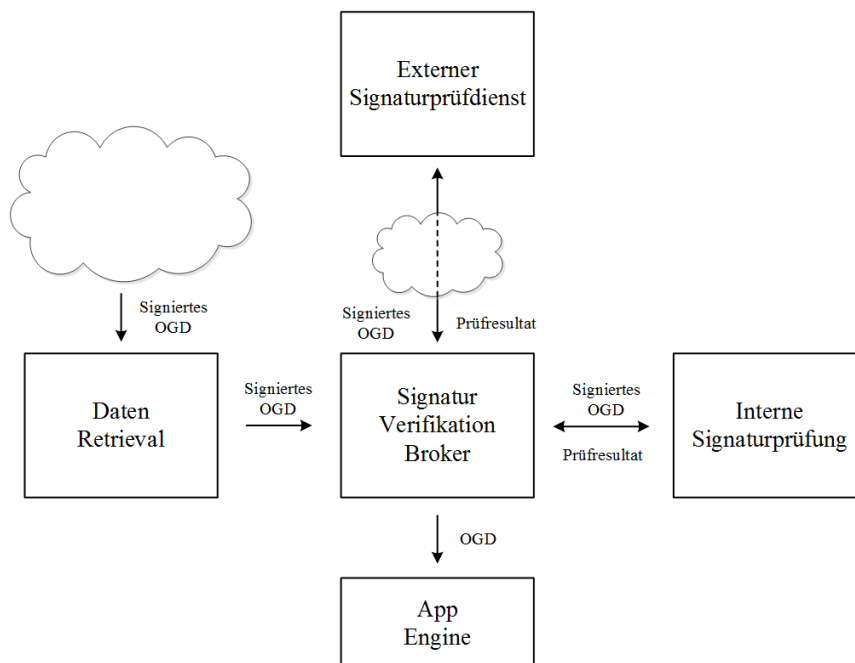 Externer
Signaturprüfdienst
Signiertes
OGD
Signiertes
OGD
Prüfresultat
Daten
Retrieval
Signiertes
OGD
Signatur
Verifikation
Broker
Signiertes
OGD
Prüfresultat
Interne
Signaturprüfung
OGD
App
Engine